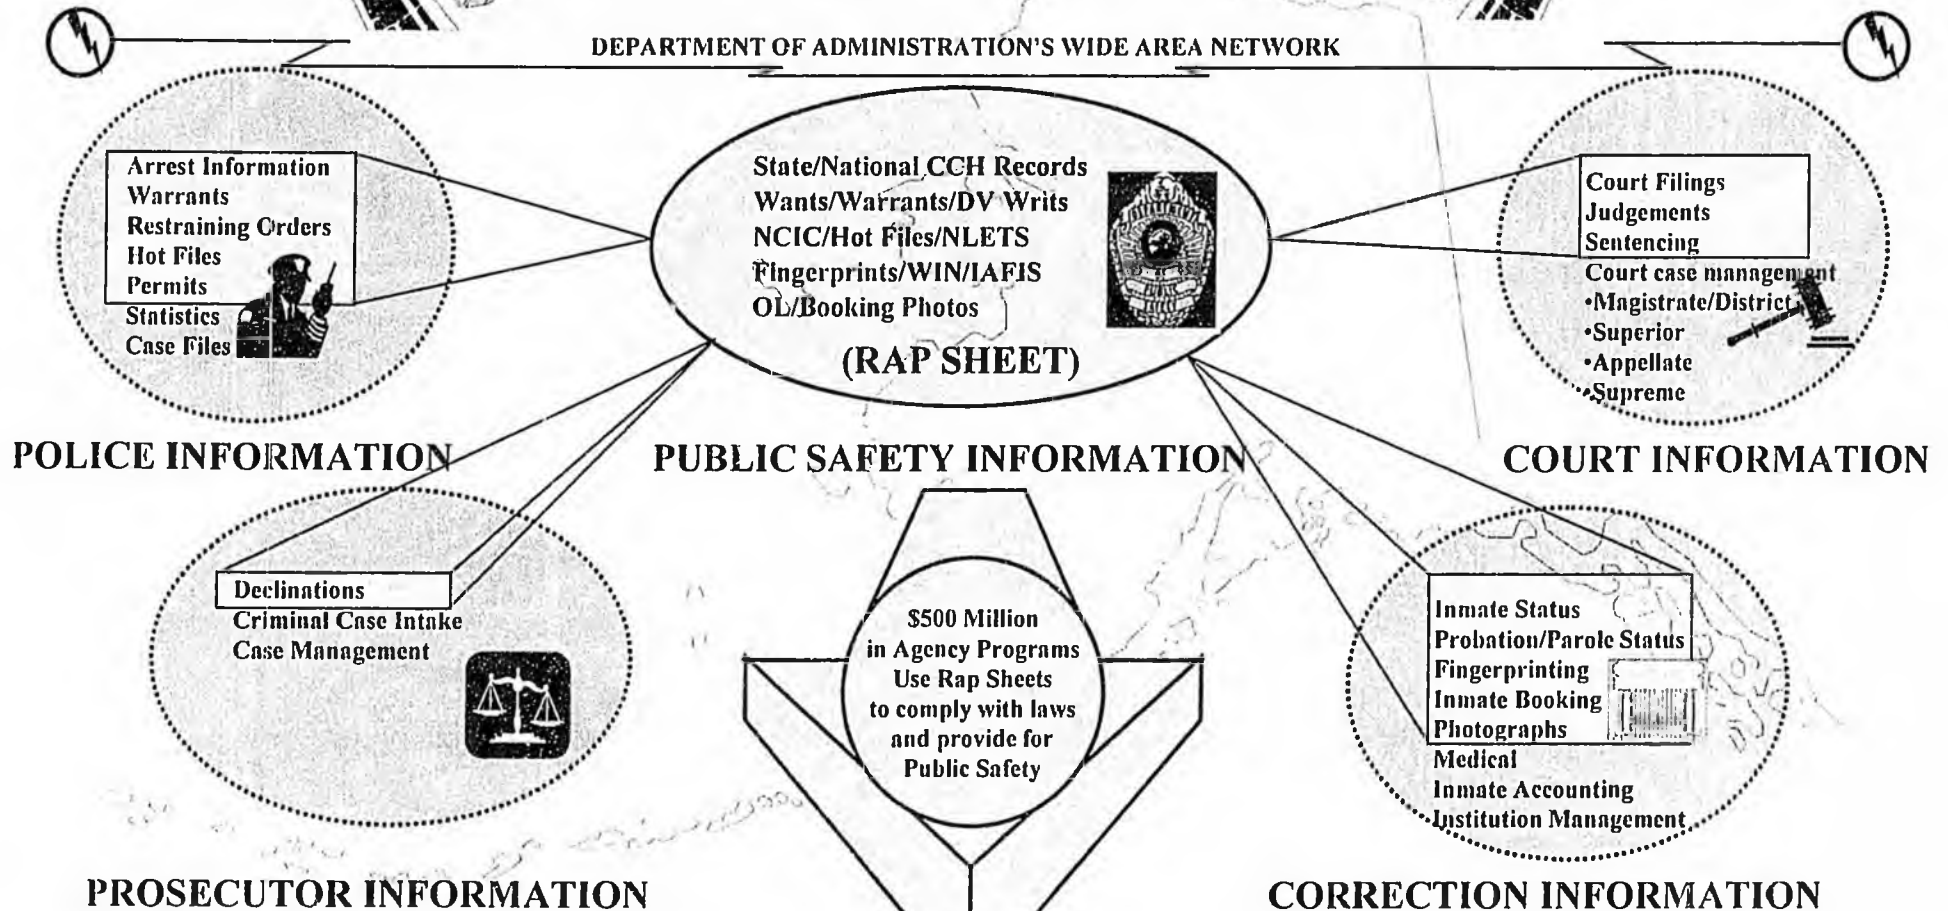 DEPARTMENT OF ADMINISTRATION'S WIDE AREA NETWORK
Arrest Information
Warrants
Restraining Orders
Hot Files
Permits
Statistics
Case Files
POLICE INFORMATION
State/National CCH Records
Wants/Warrants/DV Writs
NCIC/Hot Files/NLETS
Fingerprints/WIN/IAFIS
OL/Booking Photos
(RAP SHEET)
PUBLIC SAFETY INFORMATION
Court Filings
Judgements
Sentencing
Court case management
•Magistrate/District
•Superior
•Appellate
•Supreme
COURT INFORMATION
Declinations
Criminal Case Intake
Case Management
PROSECUTOR INFORMATION
$500 Million
in Agency Programs
Use Rap Sheets
to comply with laws
and provide for
Public Safety
Inmate Status
Probation/Parole Status
Fingerprinting
Inmate Booking
Photographs
Medical
Inmate Accounting
Institution Management
CORRECTION INFORMATION